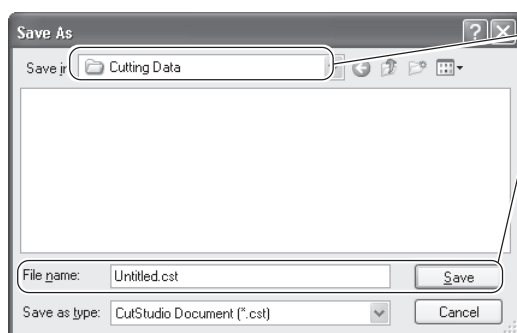 Save As
Save in Cutting Data
File name: Untitled.cst Save
Save as type: CutStudio Document (*.cst) Cancel